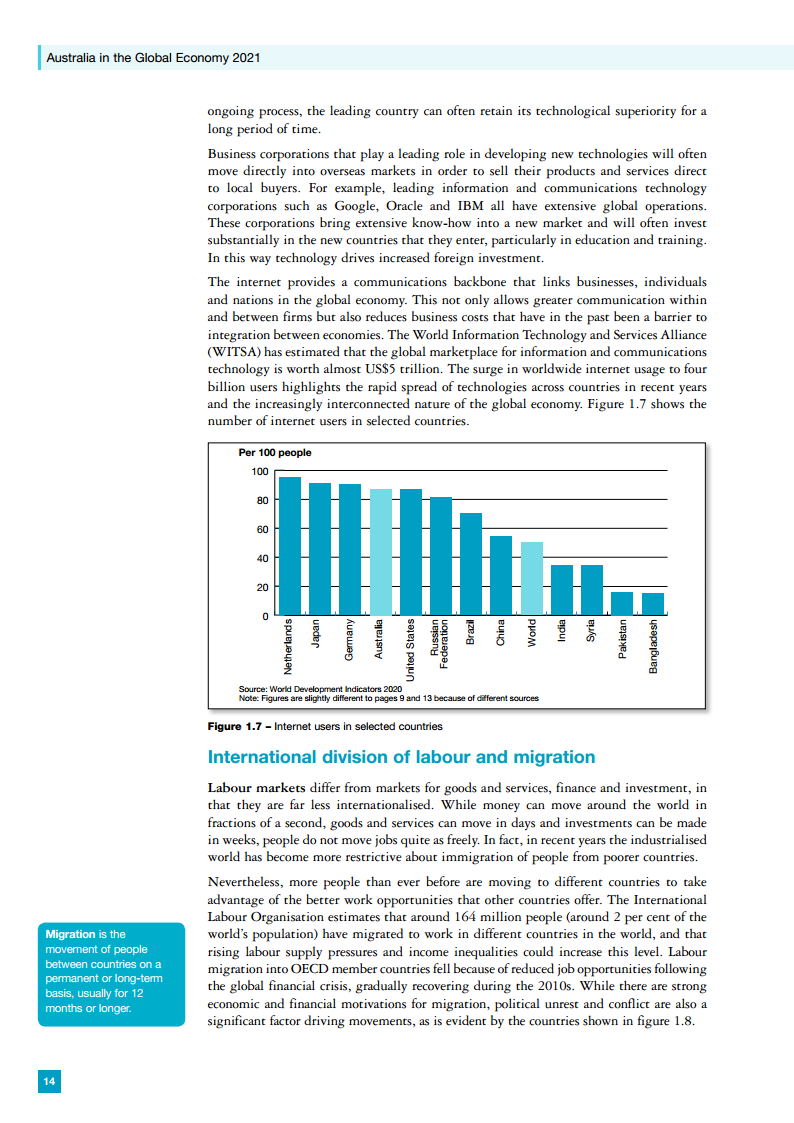 Australia in the Global Economy 2021
ongoing process, the leading country can often retain its technological superiority for a
long period of time.
Business corporations that play a leading role in developing new technologies will often
move directly into overseas markets in order to sell their products and services direct
to local buyers. For example, leading information and communications technology
corporations such as Google, Oracle and IBM all have extensive global operations.
These corporations bring extensive know-how into a new market and will often invest
substantially in the new countries that they enter, particularly in education and training.
In this way technology drives increased foreign investment.
The internet provides a communications backbone that links businesses, individuals
and nations in the global economy. This not only allows greater communication within
and between firms but also reduces business costs that have in the past been a barrier to
integration between economies. The World Information Technology and Services Alliance
(WITSA) has estimated that the global marketplace for information and communications
technology is worth almost US$5 trillion. The surge in worldwide internet usage to four
billion users highlights the rapid spread of technologies across countries in recent years
and the increasingly interconnected nature of the global economy. Figure 1.7 shows the
number of internet users in selected countries.
Per 100 people
100
80
60
40
20
0
Netherlands
Japan
Germany
Australia
United States
Russian
Federation
Brazil
China
World
India
Syria
Pakistan
Bangladesh
Source: World Development Indicators 2020
Note: Figures are slightly different to pages 9 and 13 because of different sources
Figure 1.7 – Internet users in selected countries
International division of labour and migration
Labour markets differ from markets for goods and services, finance and investment, in
that they are far less internationalised. While money can move around the world in
fractions of a second, goods and services can move in days and investments can be made
in weeks, people do not move jobs quite as freely. In fact, in recent years the industrialised
world has become more restrictive about immigration of people from poorer countries.
Nevertheless, more people than ever before are moving to different countries to take
advantage of the better work opportunities that other countries offer. The International
Labour Organisation estimates that around 164 million people (around 2 per cent of the
world's population) have migrated to work in different countries in the world, and that
rising labour supply pressures and income inequalities could increase this level. Labour
migration into OECD member countries fell because of reduced job opportunities following
the global financial crisis, gradually recovering during the 2010s. While there are strong
economic and financial motivations for migration, political unrest and conflict are also a
significant factor driving movements, as is evident by the countries shown in figure 1.8.
Migration is the
movement of people
between countries on a
permanent or long-term
basis, usually for 12
months or longer.
14